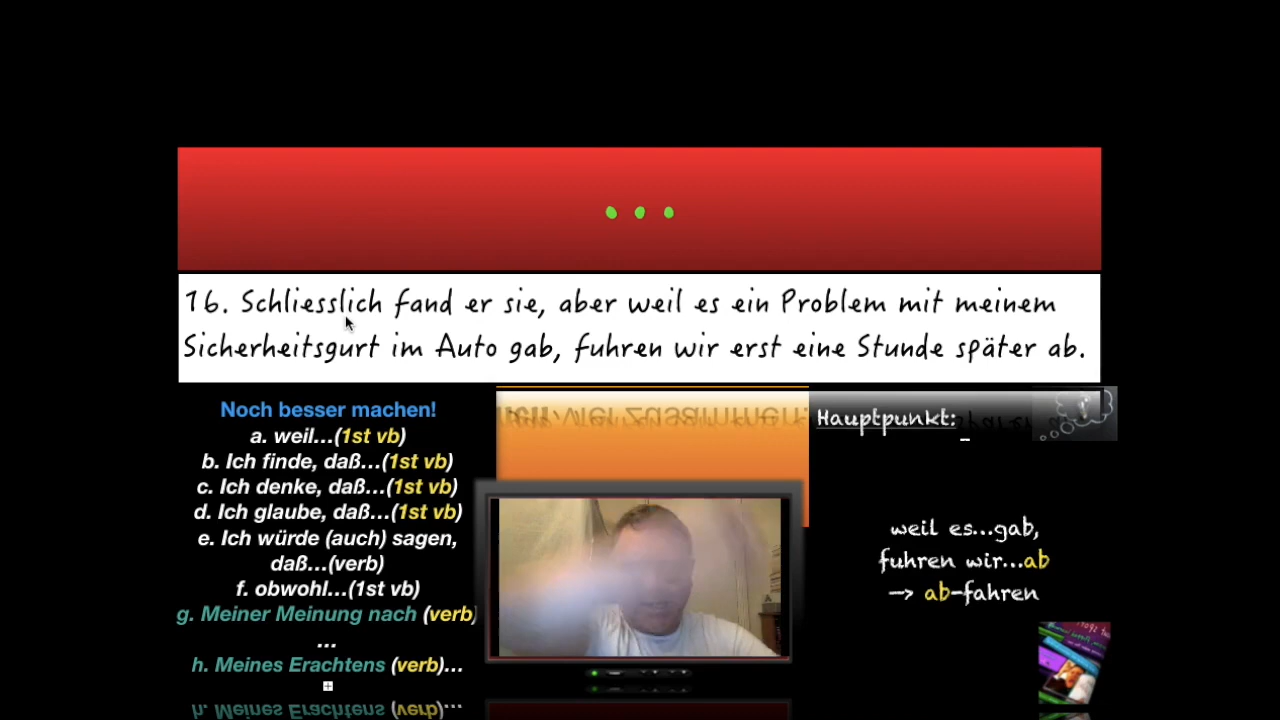 16. Schliesslich fand er sie, aber weil es ein Problem mit meinem
Sicherheitsgurt im Auto gab, fuhren wir erst eine Stunde später ab.
Noch besser machen!
a. weil...(1st vb)
b. Ich finde, daß...(1st vb)
c. Ich denke, daß...(1st vb)
d. Ich glaube, daß...(1st vb)
e. Ich würde (auch) sagen,
daß...(verb)
f. obwohl...(1st vb)
g. Meiner Meinung nach (verb)
...
h. Meines Erachtens (verb)...
Hauptpunkt:
weil es...gab,
fuhren wir...ab
–> ab-fahren